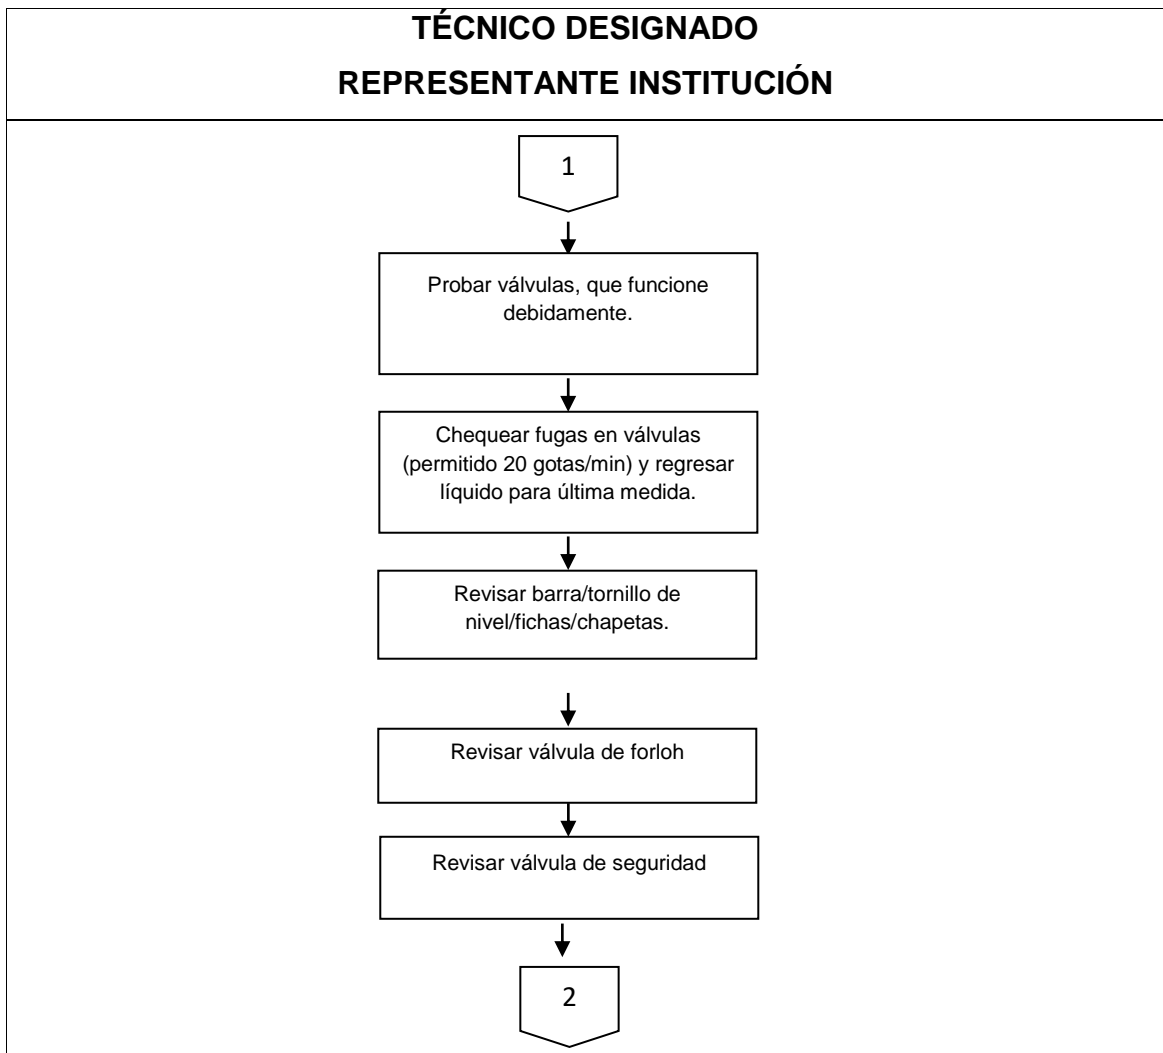 TÉCNICO DESIGNADO
REPRESENTANTE INSTITUCIÓN
1
Probar válvulas, que funcione
debidamente.
Chequear fugas en válvulas
(permitido 20 gotas/min) y regresar
líquido para última medida.
Revisar barra/tornillo de
nivel/fichas/chapetas.
Revisar válvula de forloh
Revisar válvula de seguridad
2